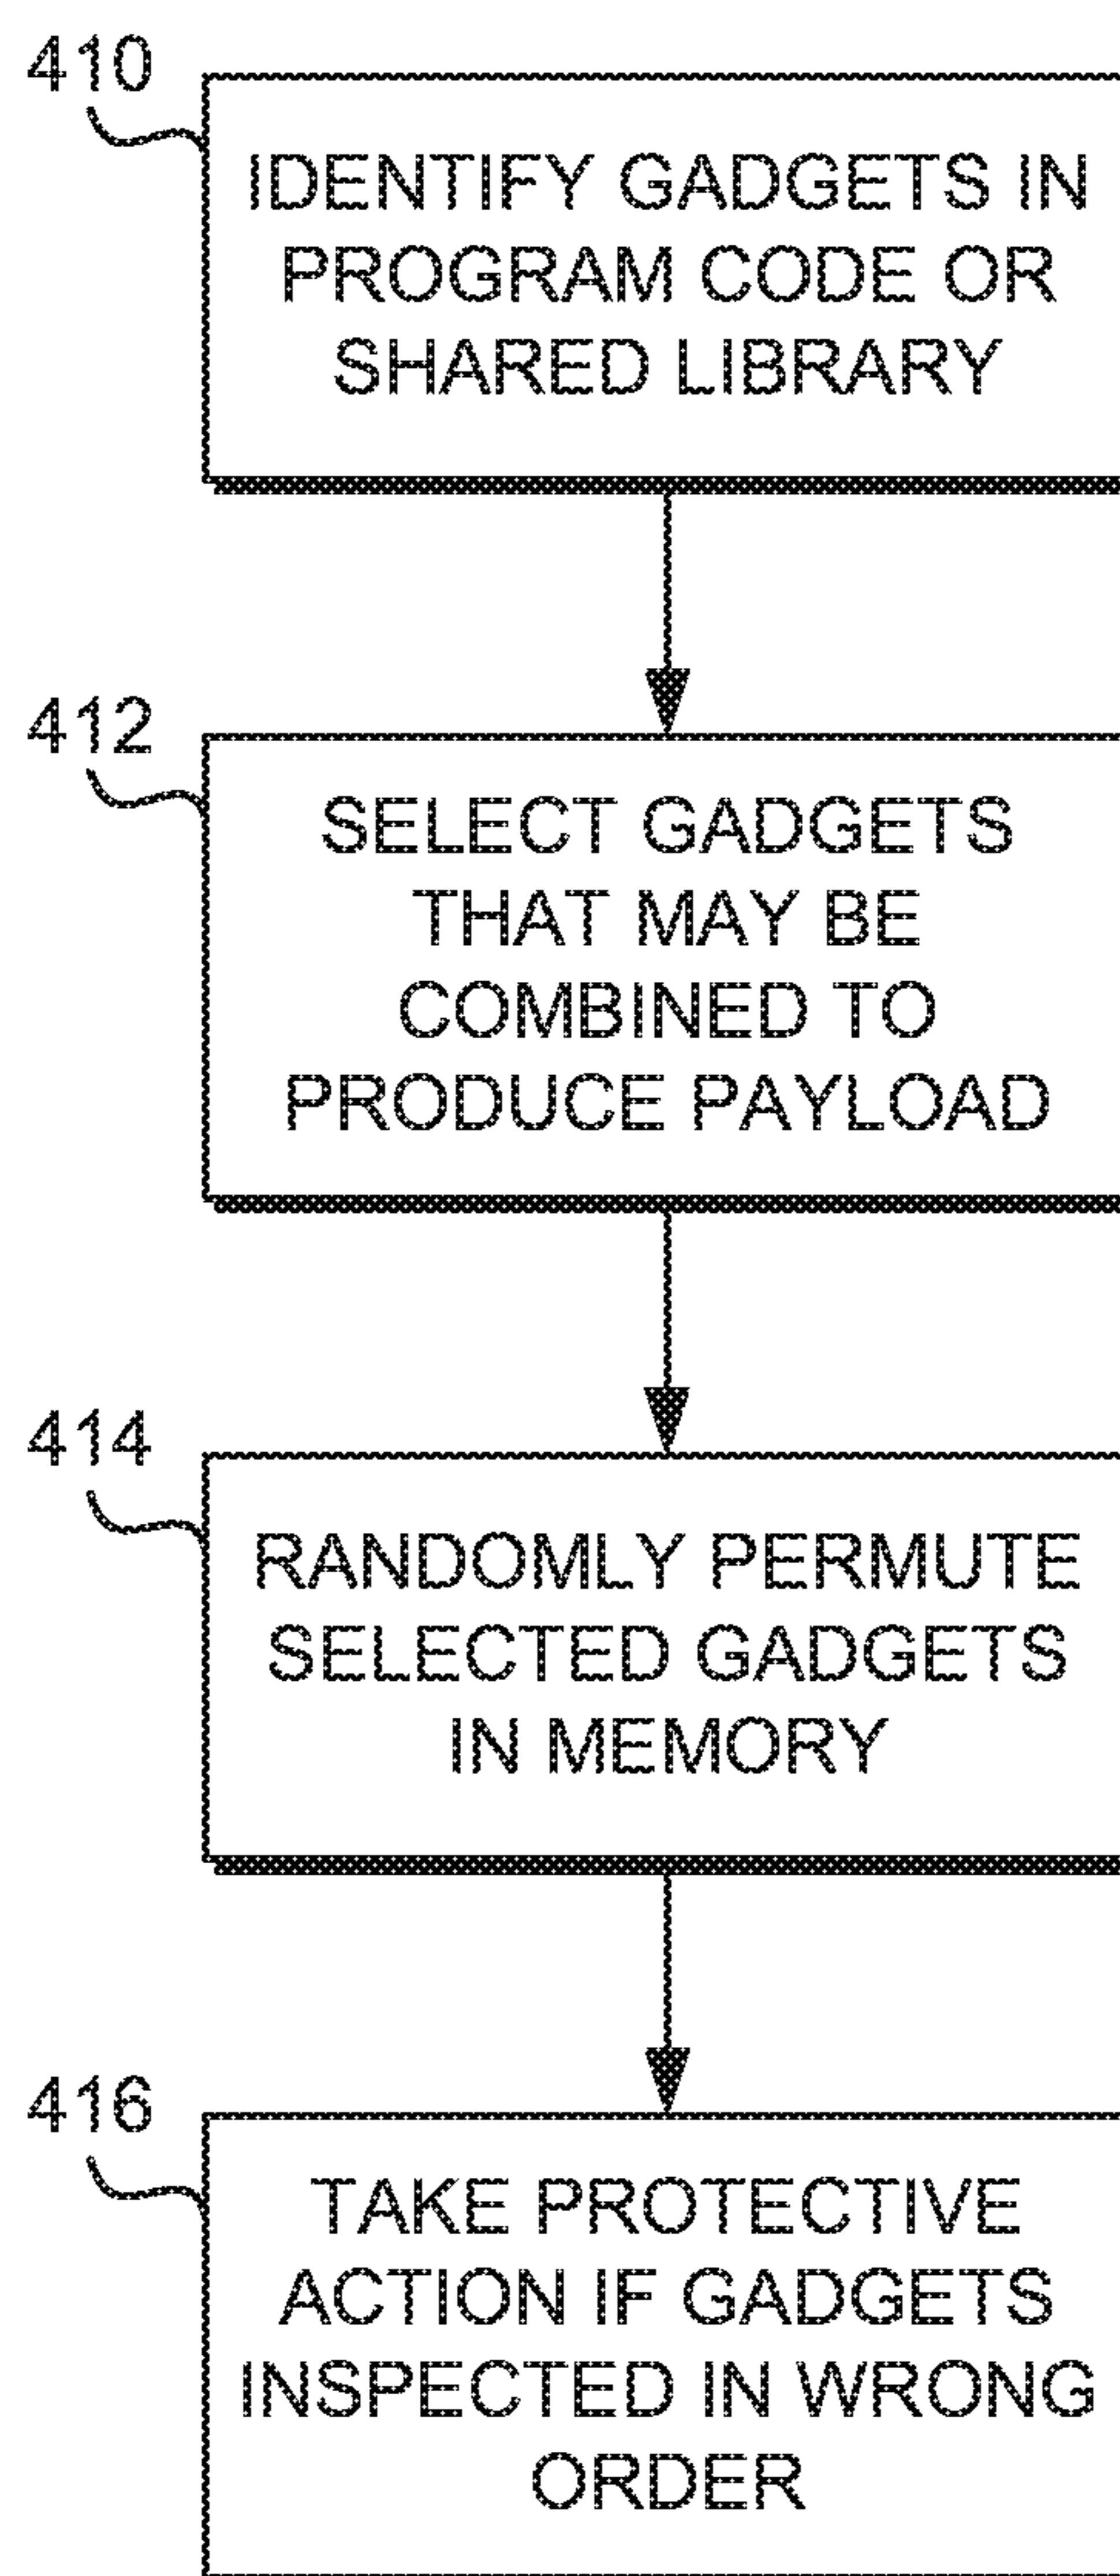 410
IDENTIFY GADGETS IN
PROGRAM CODE OR
SHARED LIBRARY
412
SELECT GADGETS
THAT MAY BE
COMBINED TO
PRODUCE PAYLOAD
414
RANDOMLY PERMUTE
SELECTED GADGETS
IN MEMORY
416
TAKE PROTECTIVE
ACTION IF GADGETS
INSPECTED IN WRONG
ORDER